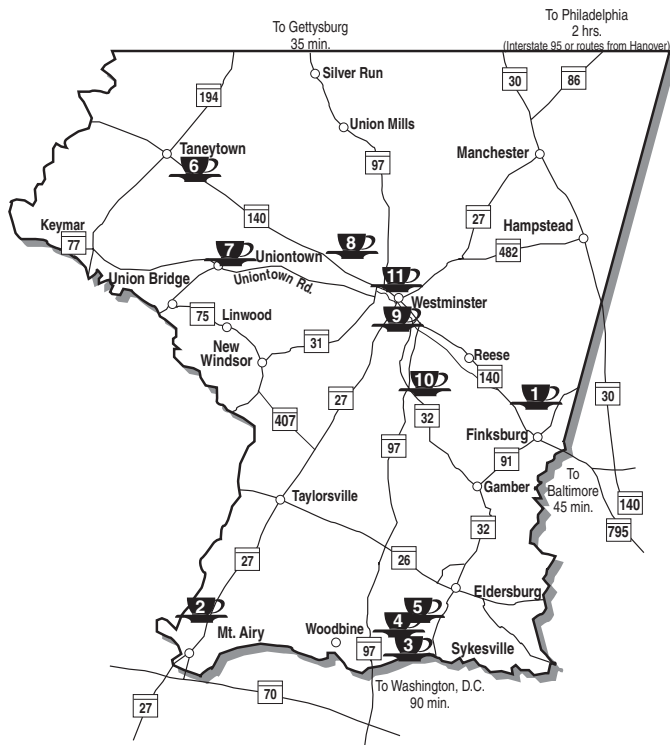 To Gettysburg
35 min.
To Philadelphia
2 hrs.
(Interstate 95 or routes from Hanover)
Silver Run
30
86
194
Union Mills
Taneytown
6
97
Manchester
Keymar
77
140
27
Hampstead
7
Uniontown
8
482
Union Bridge
Uniontown Rd.
11
Westminster
75
Linwood
9
New
Windsor
31
Reese
10
140
1
27
32
30
407
97
Finksburg
91
To
Baltimore
45 min.
Gamber
140
Taylorsville
32
795
27
26
Eldersburg
2
5
4
Mt. Airy
Woodbine
97
3
Sykesville
To Washington, D.C.
90 min.
70
27